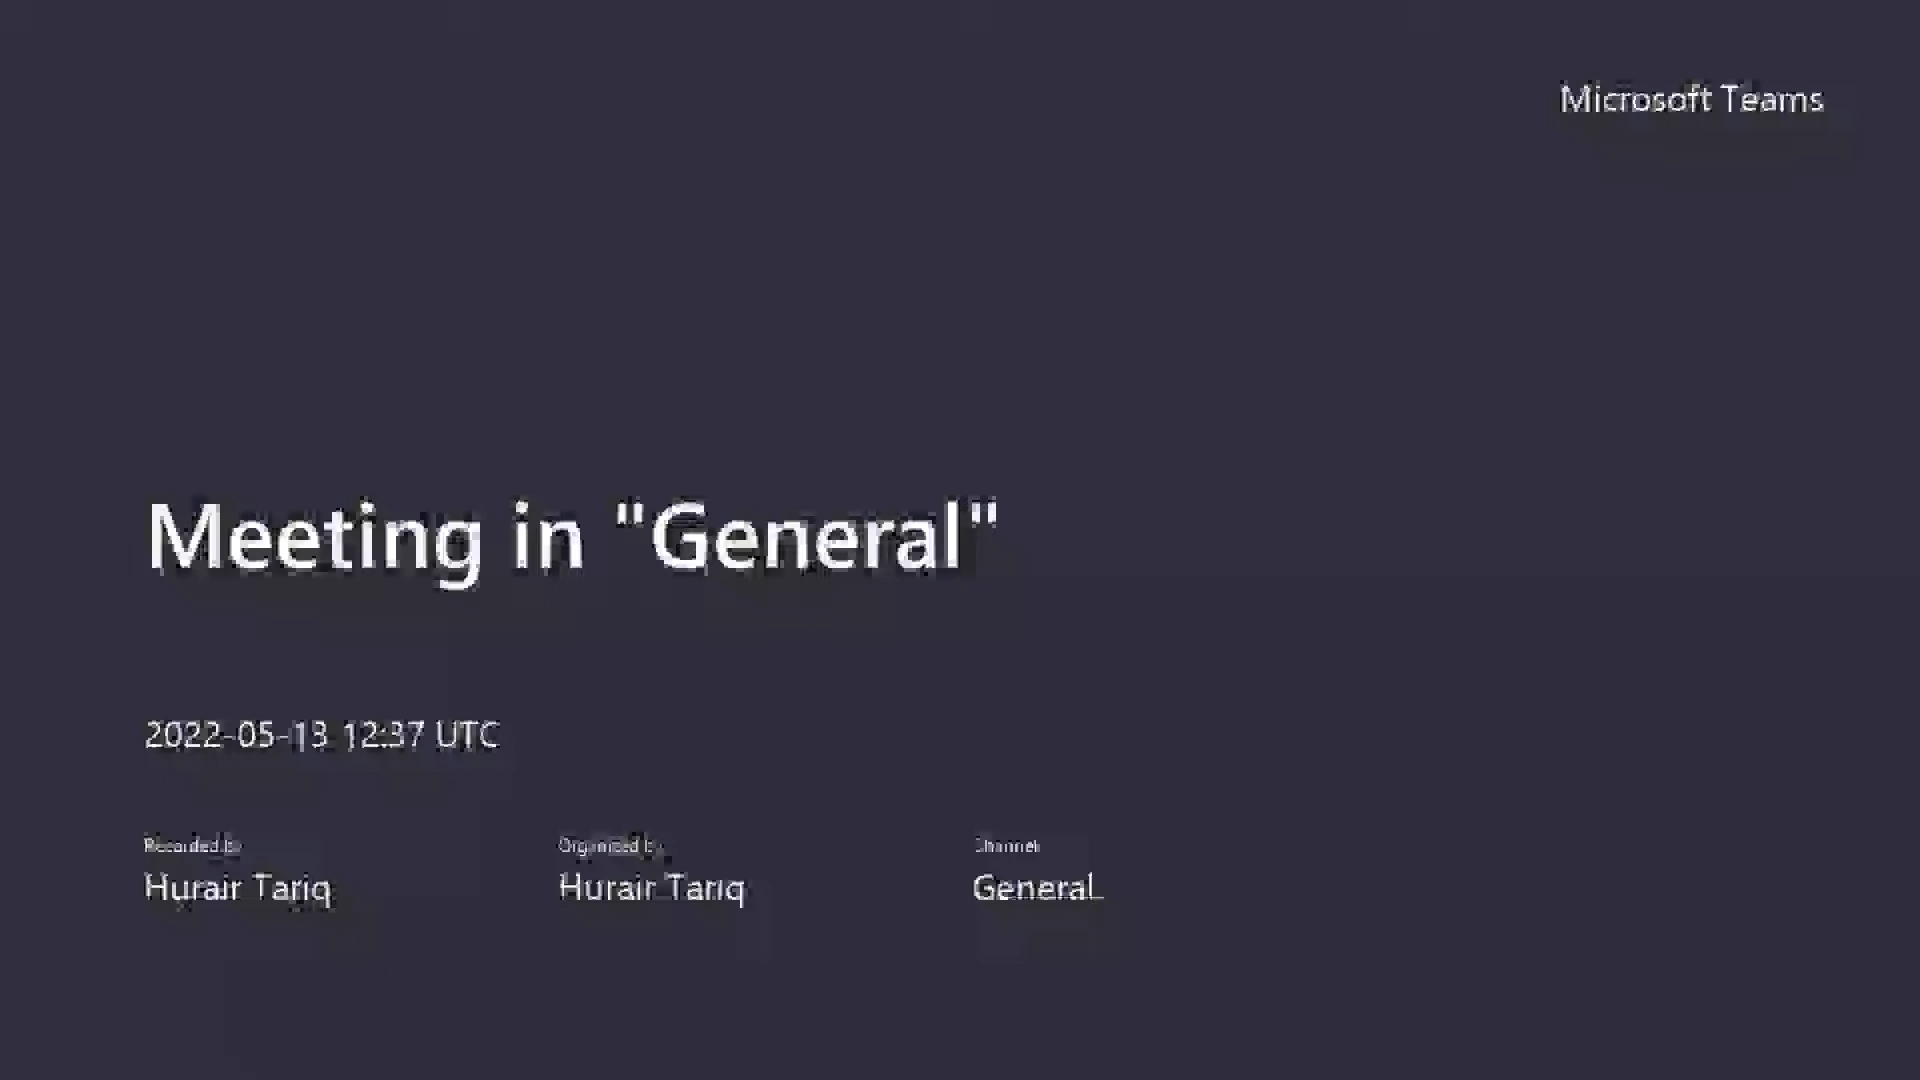 Microsoft Teams
Meeting in "General"
2022-05-13 12:37 UTC
Recorded by Organized by Channel
Hurair Tariq Hurair Tariq General